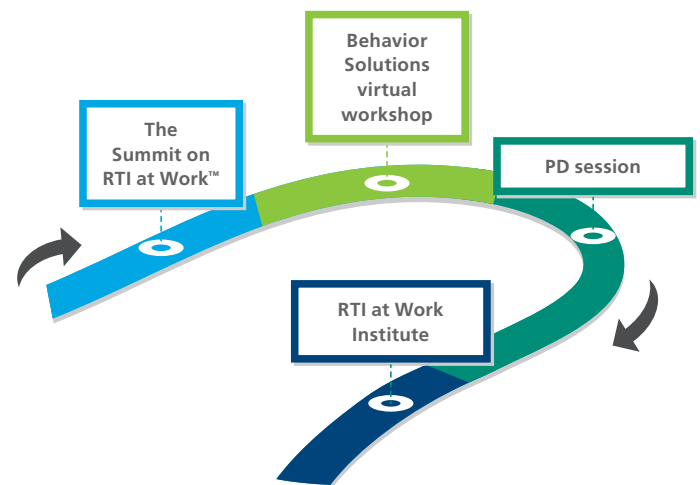 The
Summit on
RTI at Work™
Behavior
Solutions
virtual
workshop
PD session
RTI at Work
Institute